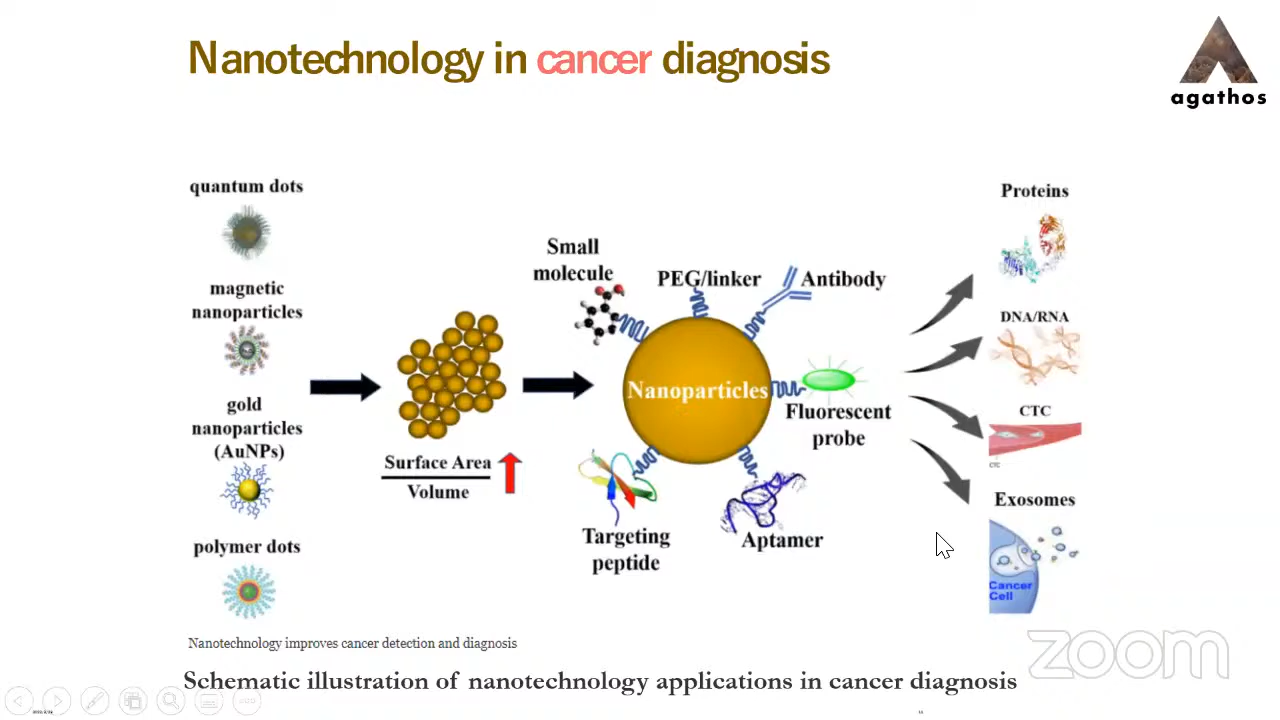 Nanotechnology in cancer diagnosis
agathos
quantum dots
magnetic
nanoparticles
gold
nanoparticles
(AuNPs)
polymer dots
Surface Area
Volume
Small
molecule
PEG/linker
Antibody
Nanoparticles
Fluorescent
probe
Targeting
peptide
Aptamer
Proteins
DNA/RNA
CTC
CTC
Exosomes
Cancer
Cell
Nanotechnology improves cancer detection and diagnosis
Schematic illustration of nanotechnology applications in cancer diagnosis
zoom